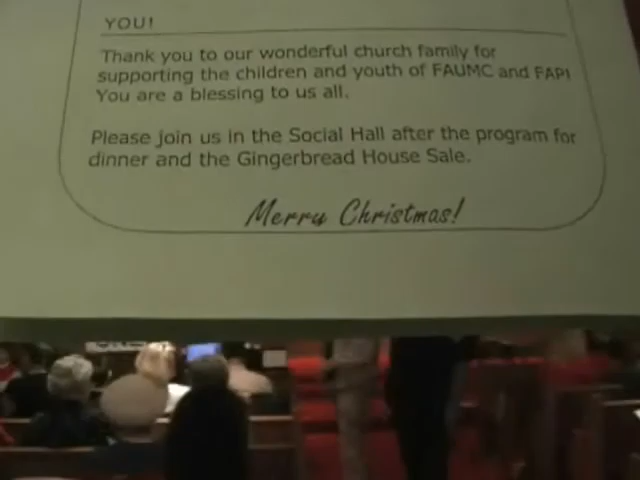 YOU!
Thank you to our wonderful church family for
supporting the children and youth of FAUMC and FAPI
You are a blessing to us all.
Please join us in the Social Hall after the program for
dinner and the Gingerbread House Sale.
Merry Christmas!